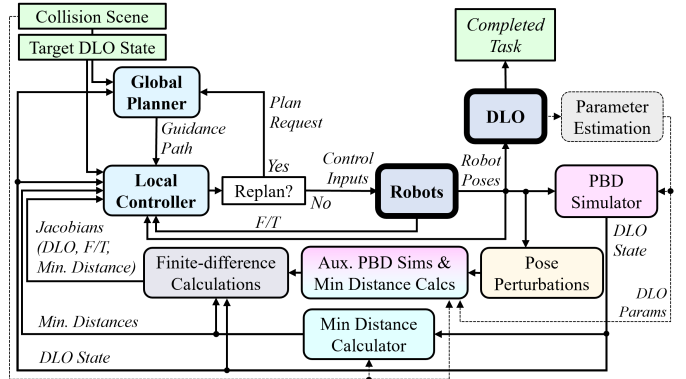 Collision Scene
Target DLO State
Completed
Task
Global
Planner
Plan
Request
DLO
Parameter
Estimation
Guidance
Path
Yes
Control
Inputs
Robot
Poses
Local
Controller
Replan?
No
Robots
PBD
Simulator
F/T
DLO
State
Jacobians
(DLO, F/T,
Min. Distance)
Finite-difference
Calculations
Aux. PBD Sims &
Min Distance Calcs
Pose
Perturbations
DLO
Params
Min. Distances
Min Distance
Calculator
DLO State